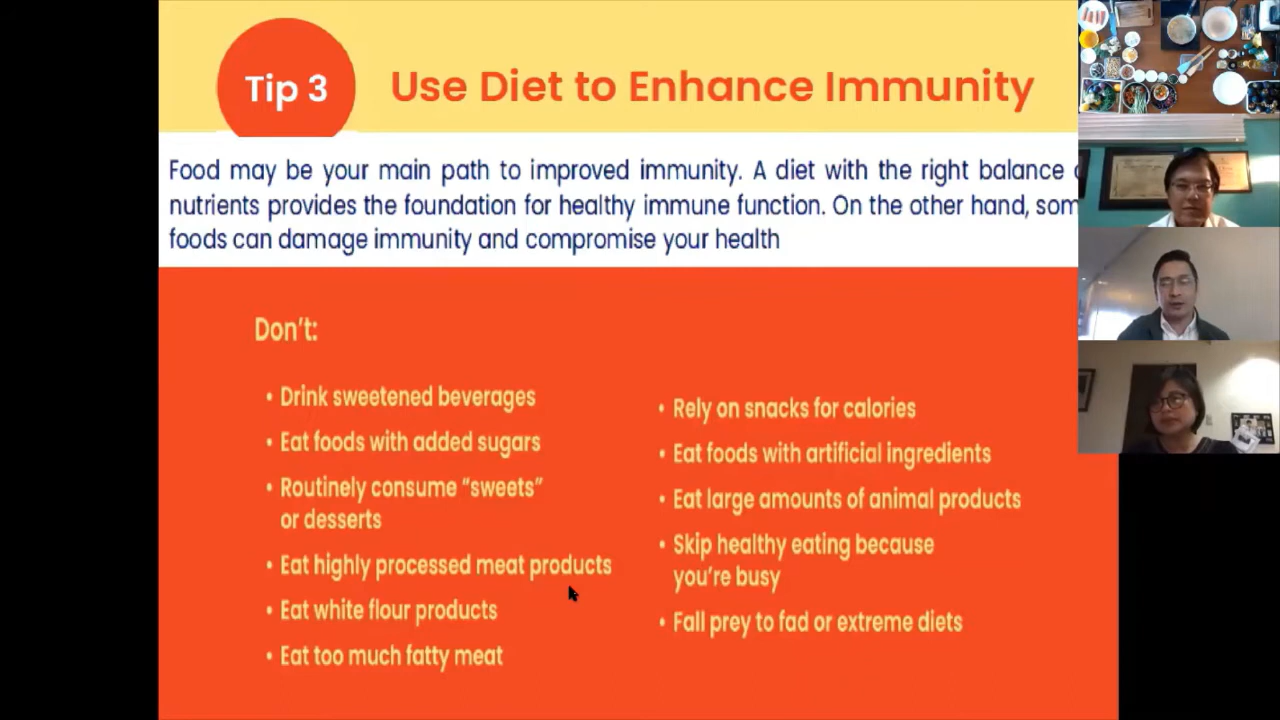 Tip 3
Use Diet to Enhance Immunity
Food may be your main path to improved immunity. A diet with the right balance
nutrients provides the foundation for healthy immune function. On the other hand, som
foods can damage immunity and compromise your health
Don't:
• Drink sweetened beverages
• Eat foods with added sugars
• Routinely consume “sweets”
or desserts
• Eat highly processed meat products
• Eat white flour products
• Eat too much fatty meat
• Rely on snacks for calories
• Eat foods with artificial ingredients
• Eat large amounts of animal products
• Skip healthy eating because
you're busy
• Fall prey to fad or extreme diets